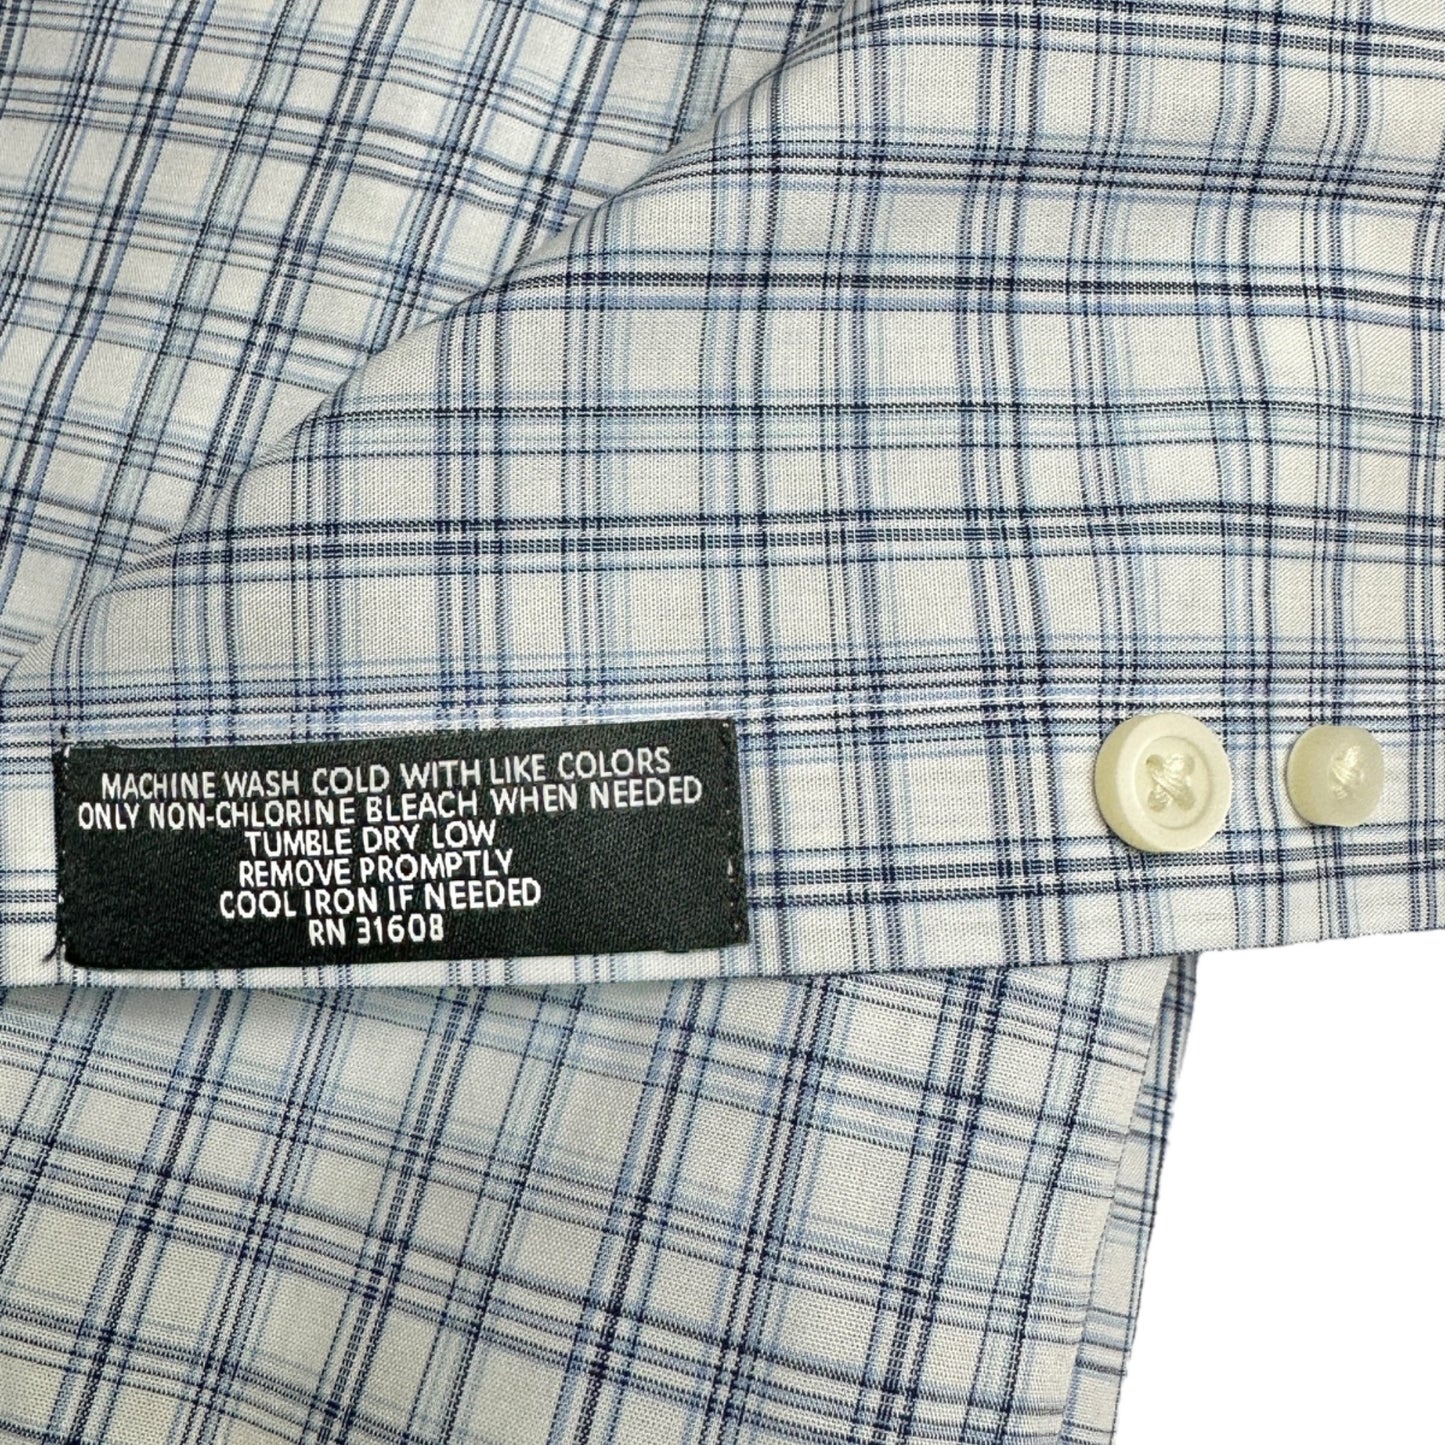 MACHINE WASH COLD WITH LIKE COLORS
ONLY NON-CHLORINE BLEACH WHEN NEEDED
TUMBLE DRY LOW
REMOVE PROMPTLY
COOL IRON IF NEEDED
RN 31608